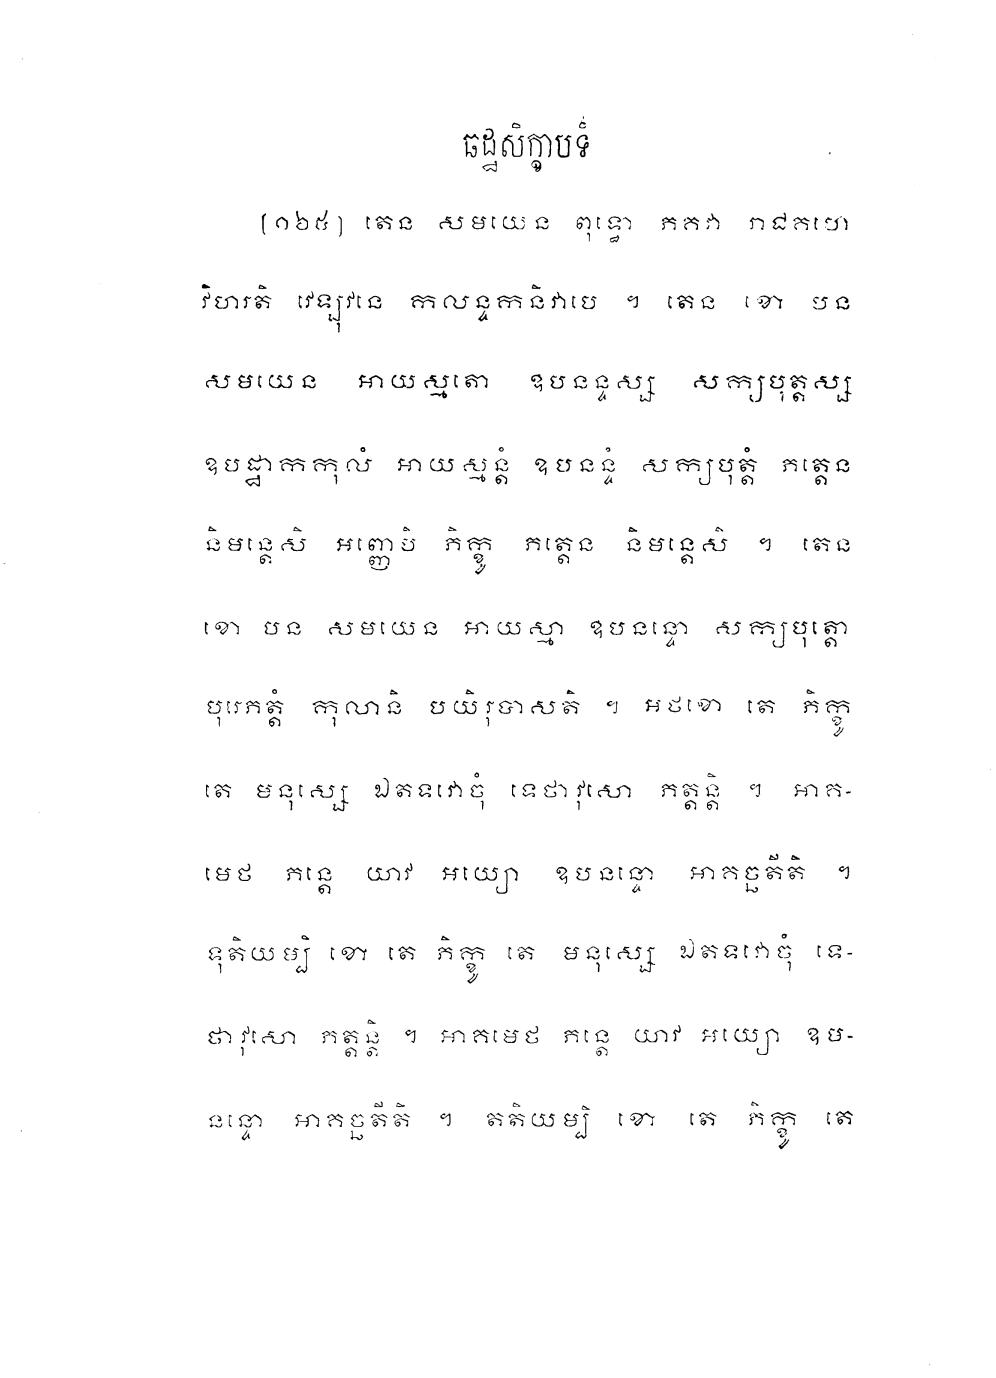 ឆដ្ឋសិក្ខាបទំ
[១៦៥] តេន សមយេន ពុទ្ធោ ភគវា រាជគហេ
វិហរតិ វេឡុវនេ កលន្ទកនិវាបេ ។ តេន ខោ បន
សមយេន អាយស្មតោ ឧបនន្ទស្ស សក្យបុត្តស្ស
ឧបដ្ឋាកកុលំ អាយស្មន្តំ ឧបនន្ទំ សក្យបុត្តំ ភត្តេន
និមន្តេសិ អញ្ញេបិ ភិក្ខូ ភត្តេន និមន្តេសិ ។ តេន
ខោ បន សមយេន អាយស្មា ឧបនន្ទោ សក្យបុត្តោ
បុរេភត្តំ កុលានិ បយិរុបាសតិ ។ អថខោ តេ ភិក្ខូ
តេ មនុស្សេ ឯតទវោចុំ ទេថាវុសោ ភត្តន្តិ ។ អាគ-
មេថ ភន្តេ យាវ អយ្យោ ឧបនន្ទោ អាគច្ឆតីតិ ។
ទុតិយម្បិ ខោ តេ ភិក្ខូ តេ មនុស្សេ ឯតទវោចុំ ទេ-
ថាវុសោ ភត្តន្តិ ។ អាគមេថ ភន្តេ យាវ អយ្យោ ឧប-
នន្ទោ អាគច្ឆតីតិ ។ តតិយម្បិ ខោ តេ ភិក្ខូ តេ